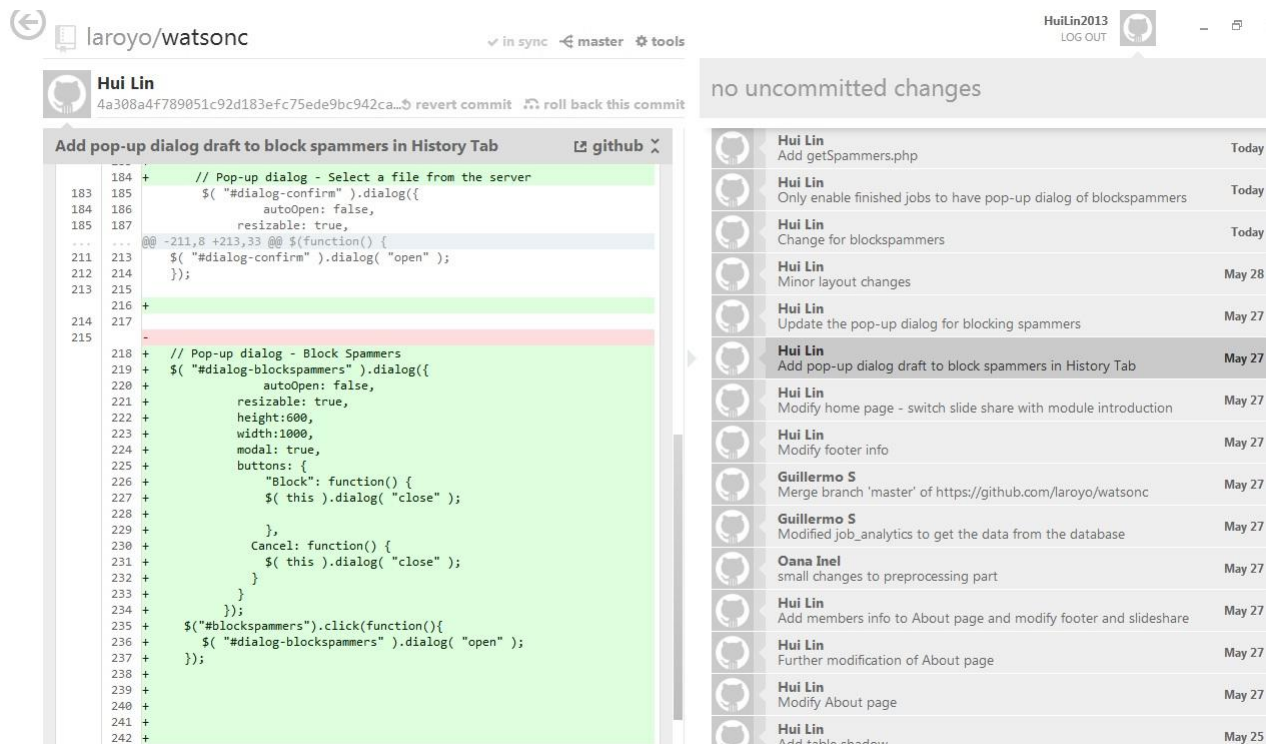 laroyo/watsonc
in sync master tools
HuiLin2013
LOG OUT
Hui Lin
4a308a4f789051c92d183efc75ede9bc942ca... revert commit roll back this commit
no uncommitted changes
Add pop-up dialog draft to block spammers in History Tab github
184 + // Pop-up dialog - Select a file from the server
183 185 $( "#dialog-confirm" ).dialog({
184 186 autoOpen: false,
185 187 resizable: true,
... ... @@ -211,8 +213,33 @@ $(function() {
211 213 $( "#dialog-confirm" ).dialog( "open" );
212 214 });
213 215
216 +
214 217
215 -
218 + // Pop-up dialog - Block Spammers
219 + $( "#dialog-blockspammers" ).dialog({
220 + autoOpen: false,
221 + resizable: true,
222 + height:600,
223 + width:1000,
224 + modal: true,
225 + buttons: {
226 + "Block": function() {
227 + $( this ).dialog( "close" );
228 +
229 + },
230 + Cancel: function() {
231 + $( this ).dialog( "close" );
232 + }
233 + }
234 + });
235 + $("#blockspammers").click(function(){
236 + $( "#dialog-blockspammers" ).dialog( "open" );
237 + });
238 +
239 +
240 +
241 +
242 +
Hui Lin
Add getSpammers.php Today
Hui Lin
Only enable finished jobs to have pop-up dialog of blockspammers Today
Hui Lin
Change for blockspammers Today
Hui Lin
Minor layout changes May 28
Hui Lin
Update the pop-up dialog for blocking spammers May 27
Hui Lin
Add pop-up dialog draft to block spammers in History Tab May 27
Hui Lin
Modify home page - switch slide share with module introduction May 27
Hui Lin
Modify footer info May 27
Guillermo S
Merge branch 'master' of https://github.com/laroyo/watsonc May 27
Guillermo S
Modified job_analytics to get the data from the database May 27
Oana Inel
small changes to preprocessing part May 27
Hui Lin
Add members info to About page and modify footer and slideshare May 27
Hui Lin
Further modification of About page May 27
Hui Lin
Modify About page May 27
Hui Lin
Add table shadow May 25